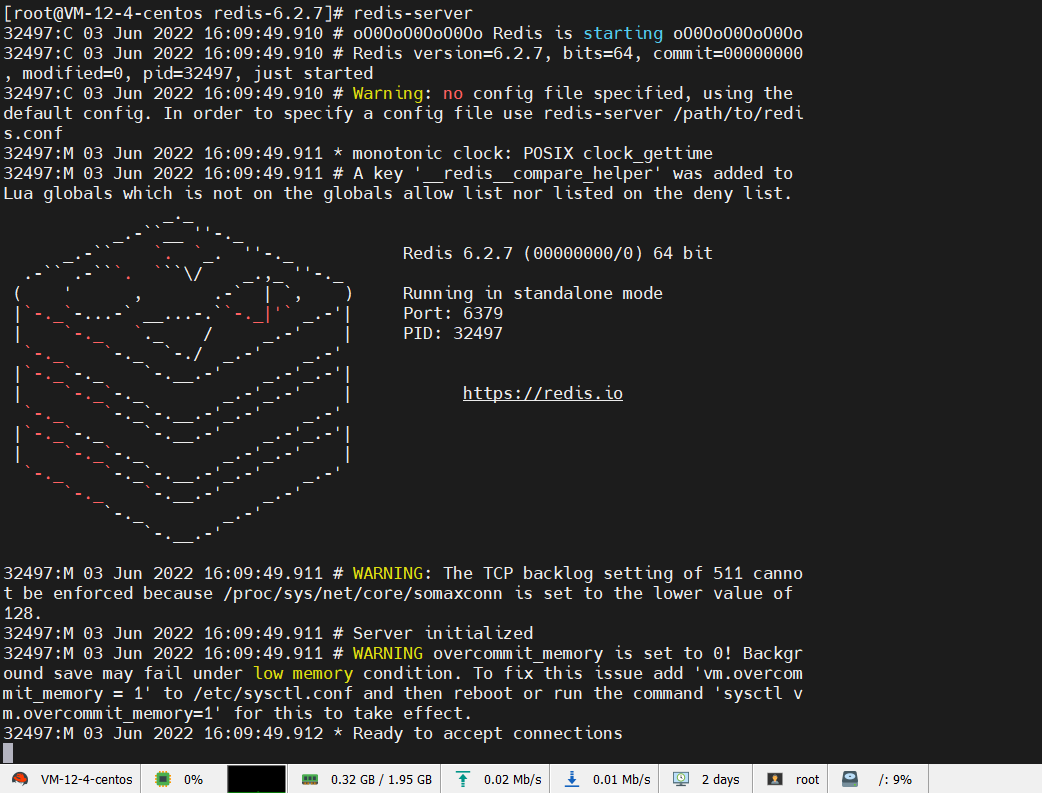 [root@VM-12-4-centos redis-6.2.7]# redis-server
32497:C 03 Jun 2022 16:09:49.910 # oO0OoO0OoO0Oo Redis is starting oO0OoO0OoO0Oo
32497:C 03 Jun 2022 16:09:49.910 # Redis version=6.2.7, bits=64, commit=00000000
, modified=0, pid=32497, just started
32497:C 03 Jun 2022 16:09:49.910 # Warning: no config file specified, using the
default config. In order to specify a config file use redis-server /path/to/redi
s.conf
32497:M 03 Jun 2022 16:09:49.911 * monotonic clock: POSIX clock_gettime
32497:M 03 Jun 2022 16:09:49.911 # A key '__redis__compare_helper' was added to
Lua globals which is not on the globals allow list nor listed on the deny list.
Redis 6.2.7 (00000000/0) 64 bit
Running in standalone mode
Port: 6379
PID: 32497
https://redis.io
32497:M 03 Jun 2022 16:09:49.911 # WARNING: The TCP backlog setting of 511 canno
t be enforced because /proc/sys/net/core/somaxconn is set to the lower value of
128.
32497:M 03 Jun 2022 16:09:49.911 # Server initialized
32497:M 03 Jun 2022 16:09:49.911 # WARNING overcommit_memory is set to 0! Backgr
ound save may fail under low memory condition. To fix this issue add 'vm.overcom
mit_memory = 1' to /etc/sysctl.conf and then reboot or run the command 'sysctl v
m.overcommit_memory=1' for this to take effect.
32497:M 03 Jun 2022 16:09:49.912 * Ready to accept connections
VM-12-4-centos 0% 0.32 GB / 1.95 GB 0.02 Mb/s 0.01 Mb/s 2 days root /: 9%